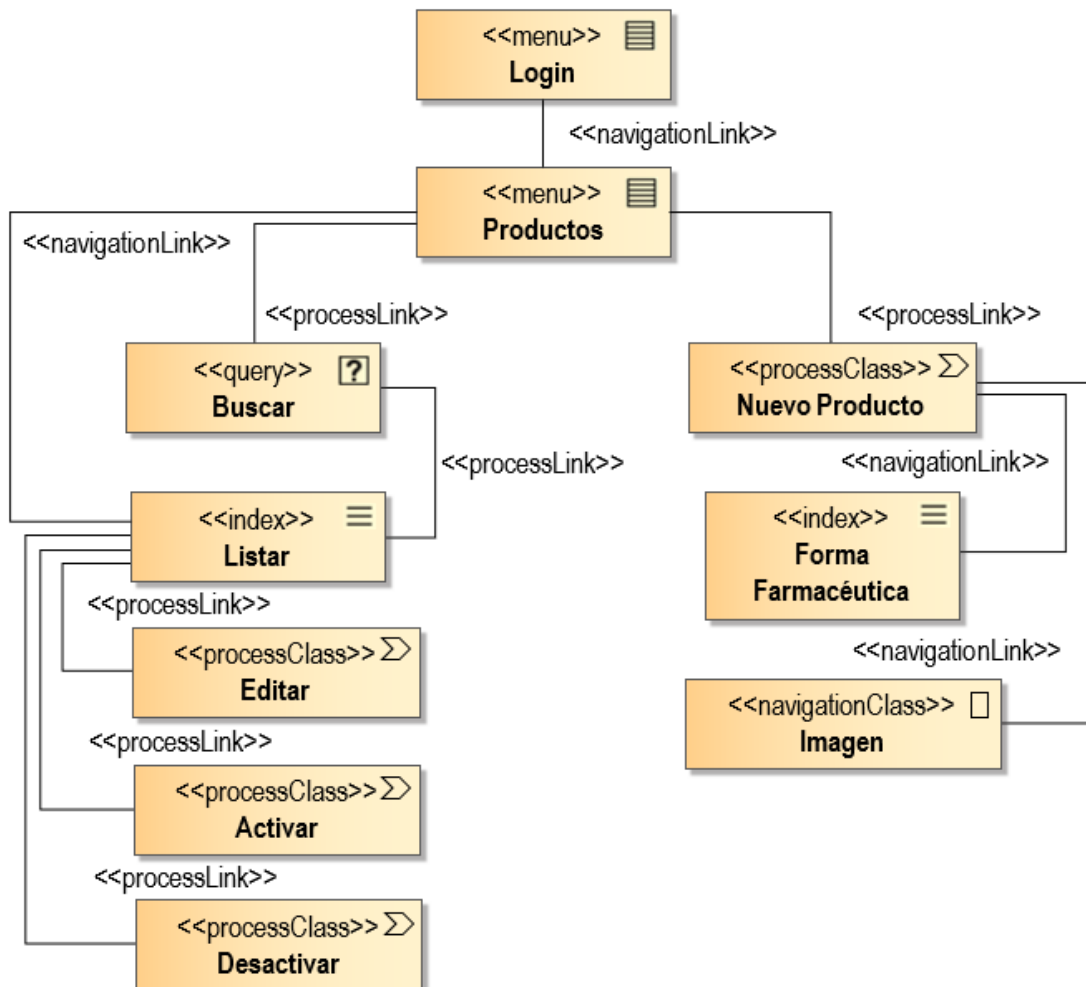 <<menu>>
Login
<<navigationLink>>
<<menu>>
Productos
<<navigationLink>>
<<processLink>>
<<processLink>>
<<query>>
Buscar
<<processClass>>
Nuevo Producto
<<processLink>>
<<navigationLink>>
<<index>>
Listar
<<index>>
Forma
Farmacéutica
<<processLink>>
<<processClass>>
Editar
<<navigationLink>>
<<navigationClass>>
Imagen
<<processLink>>
<<processClass>>
Activar
<<processLink>>
<<processClass>>
Desactivar